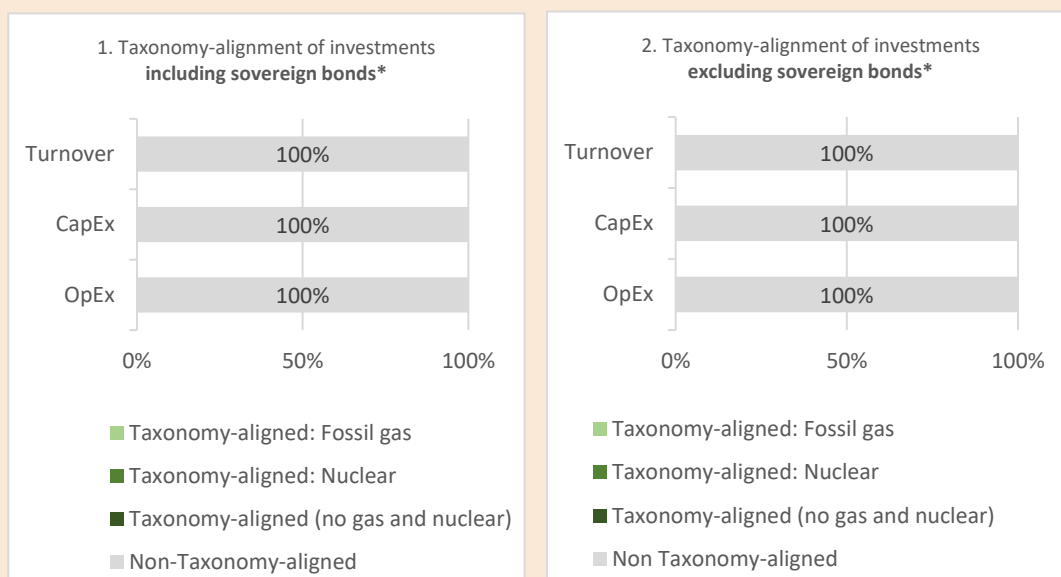 1. Taxonomy-alignment of investments
including sovereign bonds*
Turnover
100%
CapEx
100%
OpEx
100%
0%
50%
100%
Taxonomy-aligned: Fossil gas
Taxonomy-aligned: Nuclear
Taxonomy-aligned (no gas and nuclear)
Non-Taxonomy-aligned
2. Taxonomy-alignment of investments
excluding sovereign bonds*
Turnover
100%
CapEx
100%
OpEx
100%
0%
50%
100%
Taxonomy-aligned: Fossil gas
Taxonomy-aligned: Nuclear
Taxonomy-aligned (no gas and nuclear)
Non Taxonomy-aligned